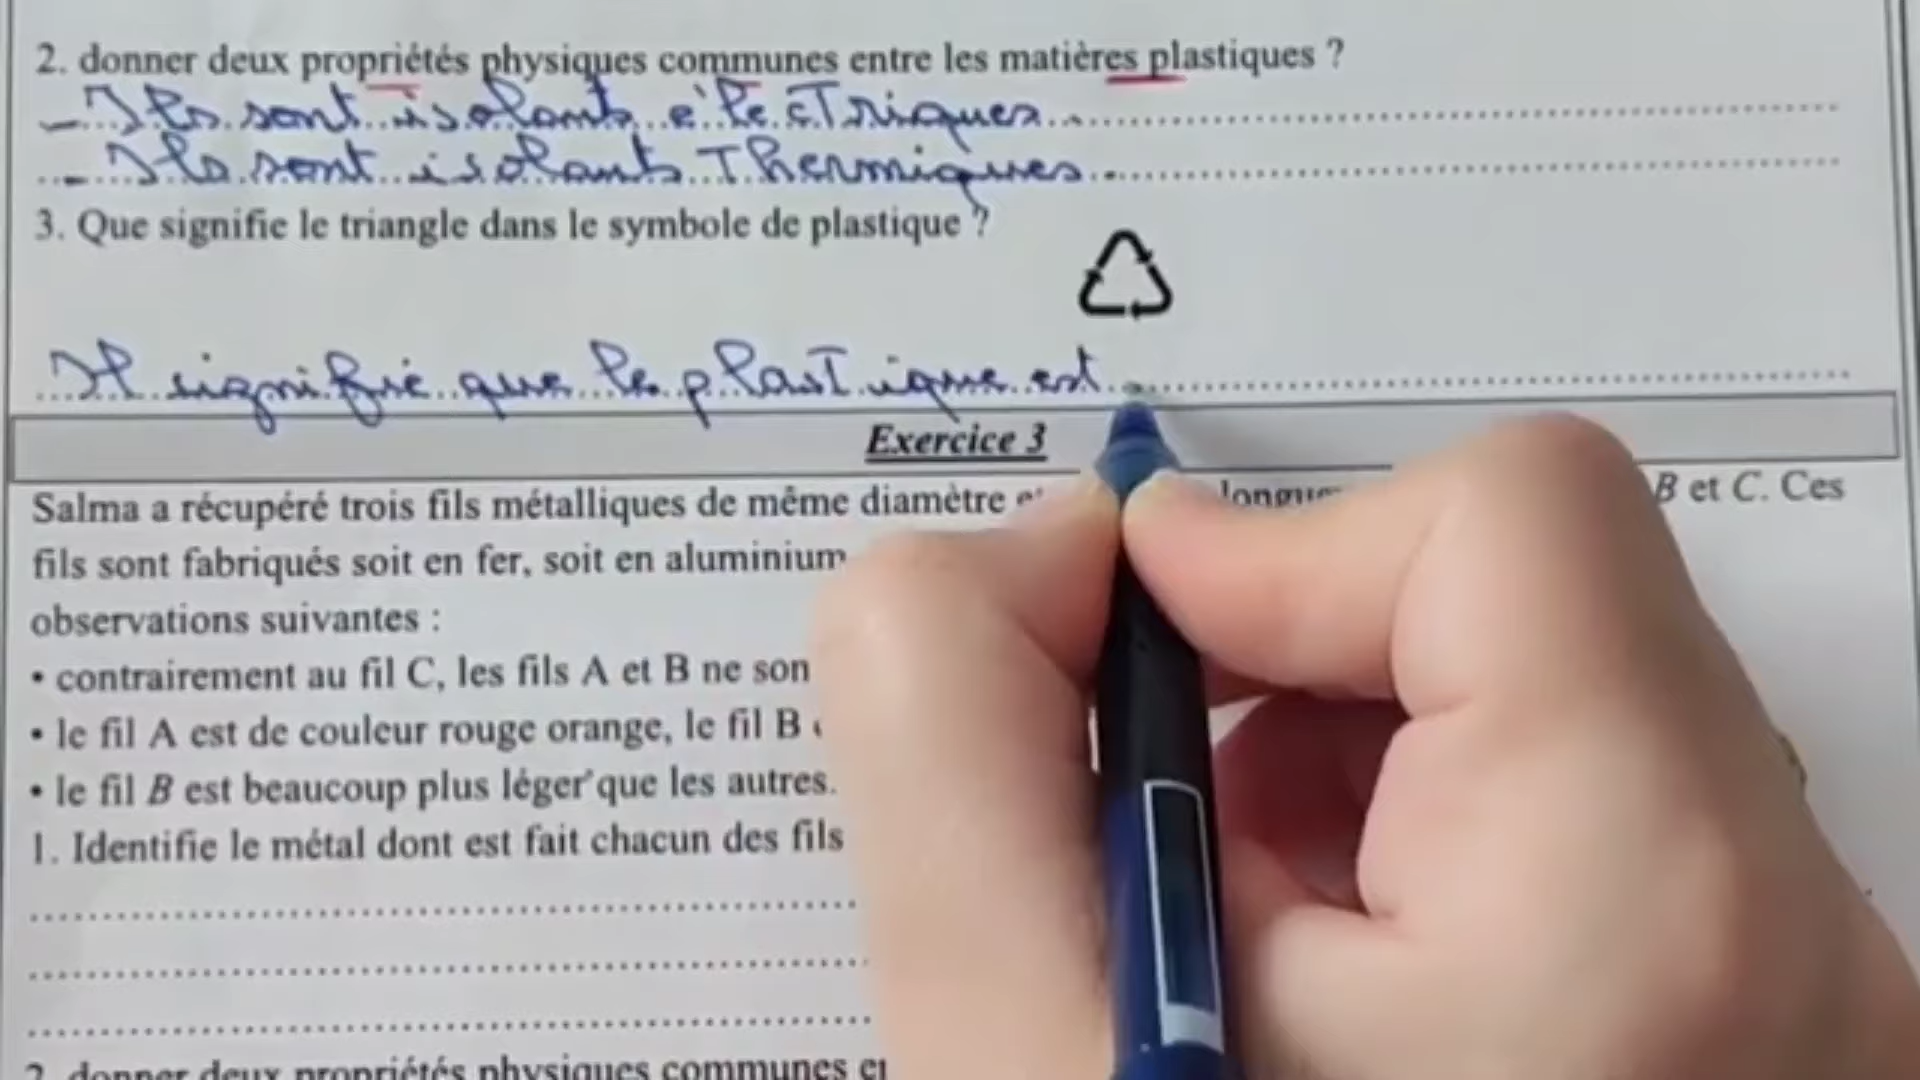 2. donner deux propriétés physiques communes entre les matières plastiques ?
- Ils sont isolants électriques
- Ils sont isolants Thermiques
3. Que signifie le triangle dans le symbole de plastique ?
Il signifie que le plastique est
Exercice 3
Salma a récupéré trois fils métalliques de même diamètre et longueur B et C. Ces
fils sont fabriqués soit en fer, soit en aluminium
observations suivantes :
• contrairement au fil C, les fils A et B ne son
• le fil A est de couleur rouge orange, le fil B
• le fil B est beaucoup plus léger que les autres.
1. Identifie le métal dont est fait chacun des fils
2. donner deux propriétés physiques communes en